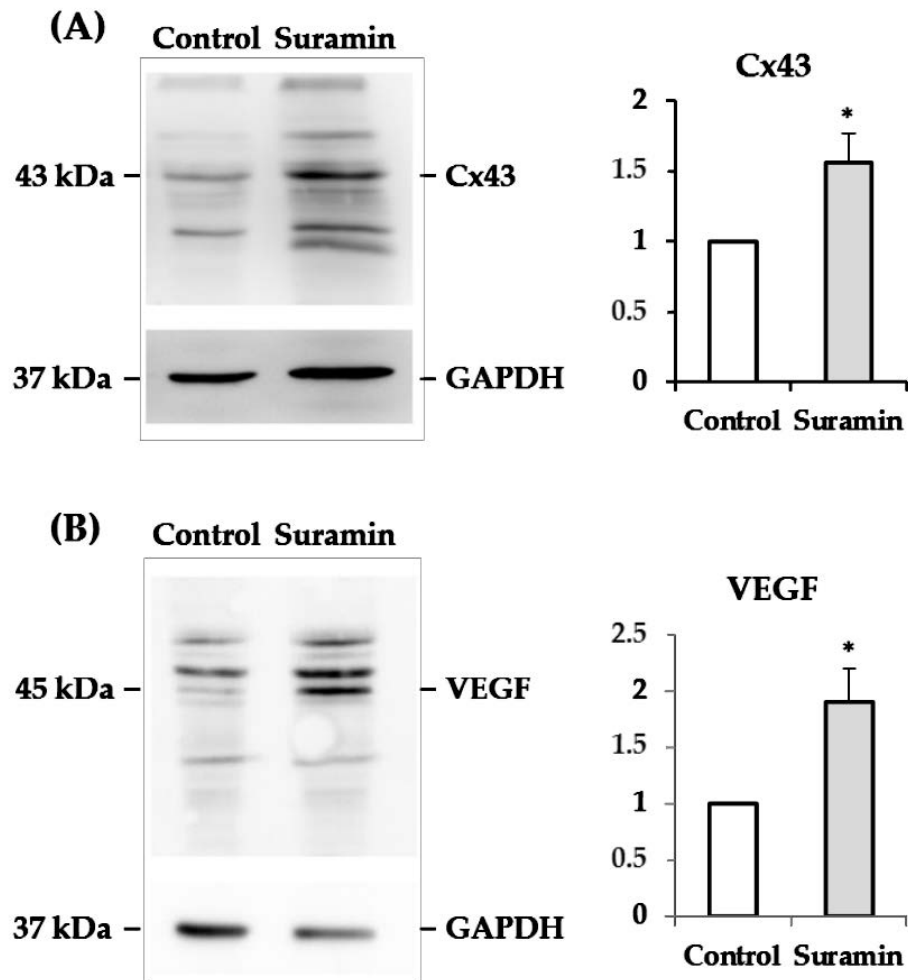 (A)
Control Suramin
43 kDa
Cx43
37 kDa
GAPDH
Cx43
2
*
1.5
1
0.5
0
Control Suramin
(B)
Control Suramin
45 kDa
VEGF
37 kDa
GAPDH
VEGF
2.5
*
2
1.5
1
0.5
0
Control Suramin